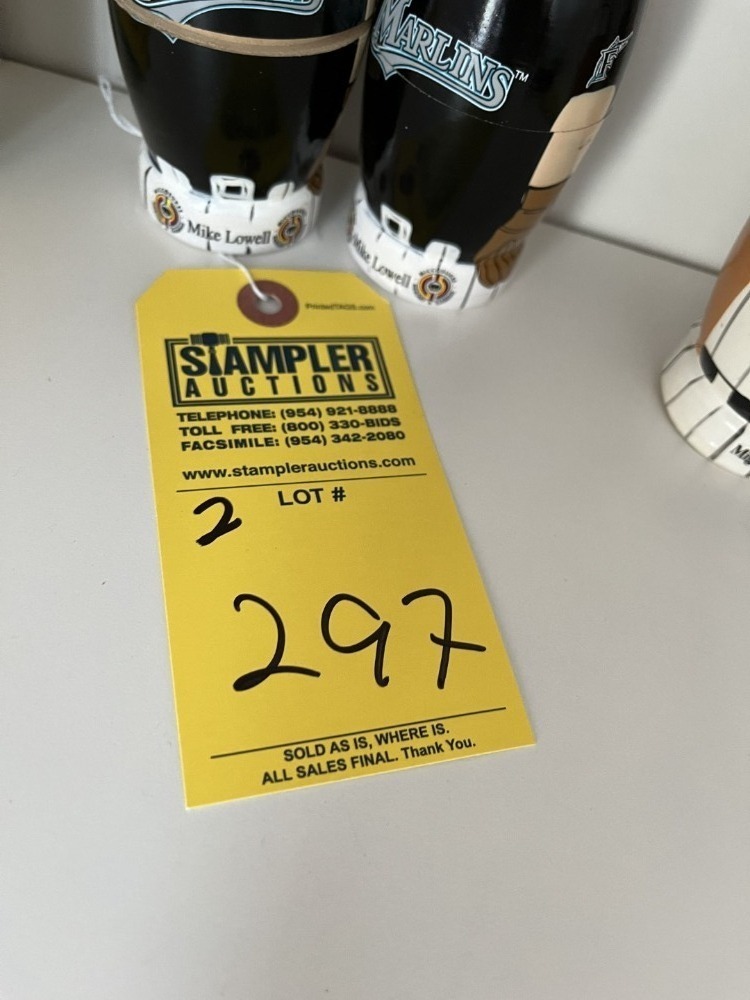 MARLINS™
F
Mike Lowell
Mike Lowell
PrintedTAGS.com
STAMPLER
AUCTIONS
TELEPHONE: (954) 921-8888
TOLL FREE: (800) 330-BIDS
FACSIMILE: (954) 342-2080
www.stamplerauctions.com
LOT #
2
297
SOLD AS IS, WHERE IS.
ALL SALES FINAL. Thank You.